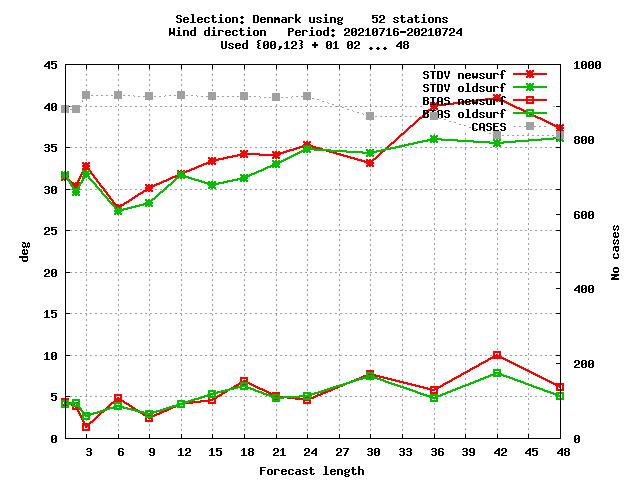 Selection: Denmark using    52 stations
Wind direction   Period: 20210716-20210724
Used {00,12} + 01 02 ... 48
45
40
35
30
25
20
15
10
5
0
deg
1000
800
600
400
200
0
No cases
STDV newsurf
STDV oldsurf
BIAS newsurf
BIAS oldsurf
CASES
3 6 9 12 15 18 21 24 27 30 33 36 39 42 45 48
Forecast length